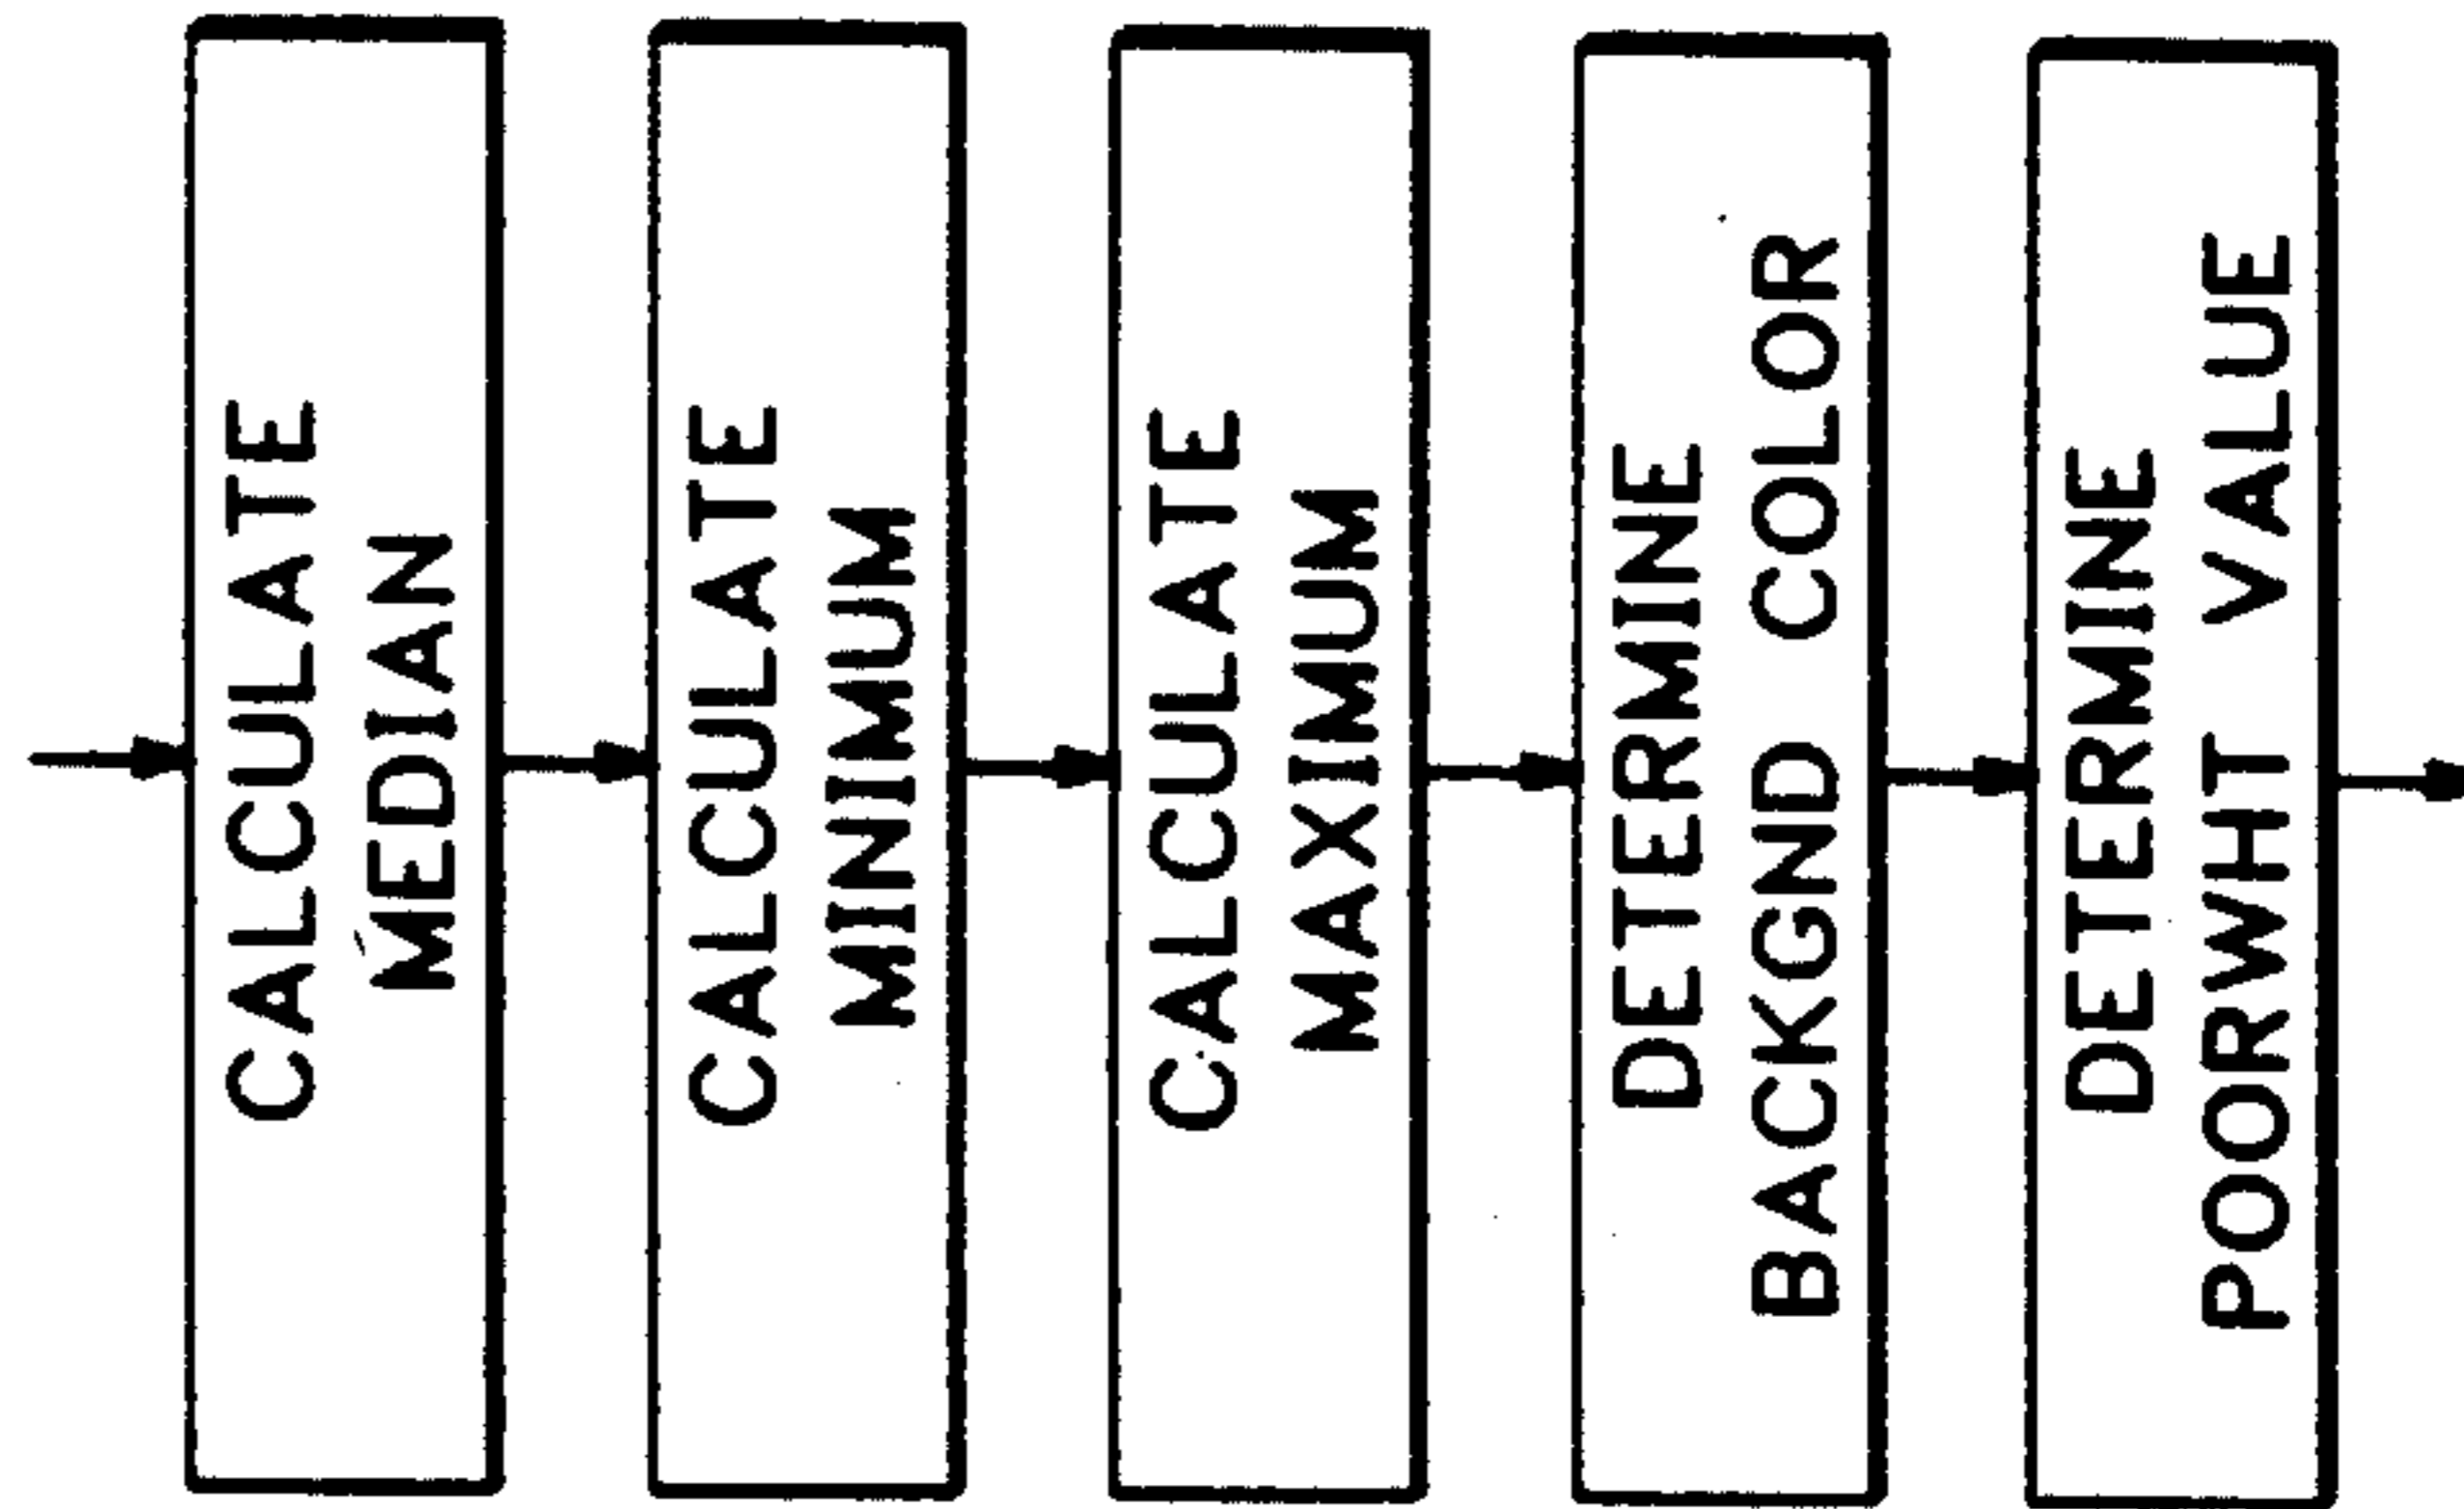 CALCULATE
MEDIAN
CALCULATE
MINIMUM
CALCULATE
MAXIMUM
DETERMINE
BACKGND COLOR
DETERMINE
POORWHT VALUE